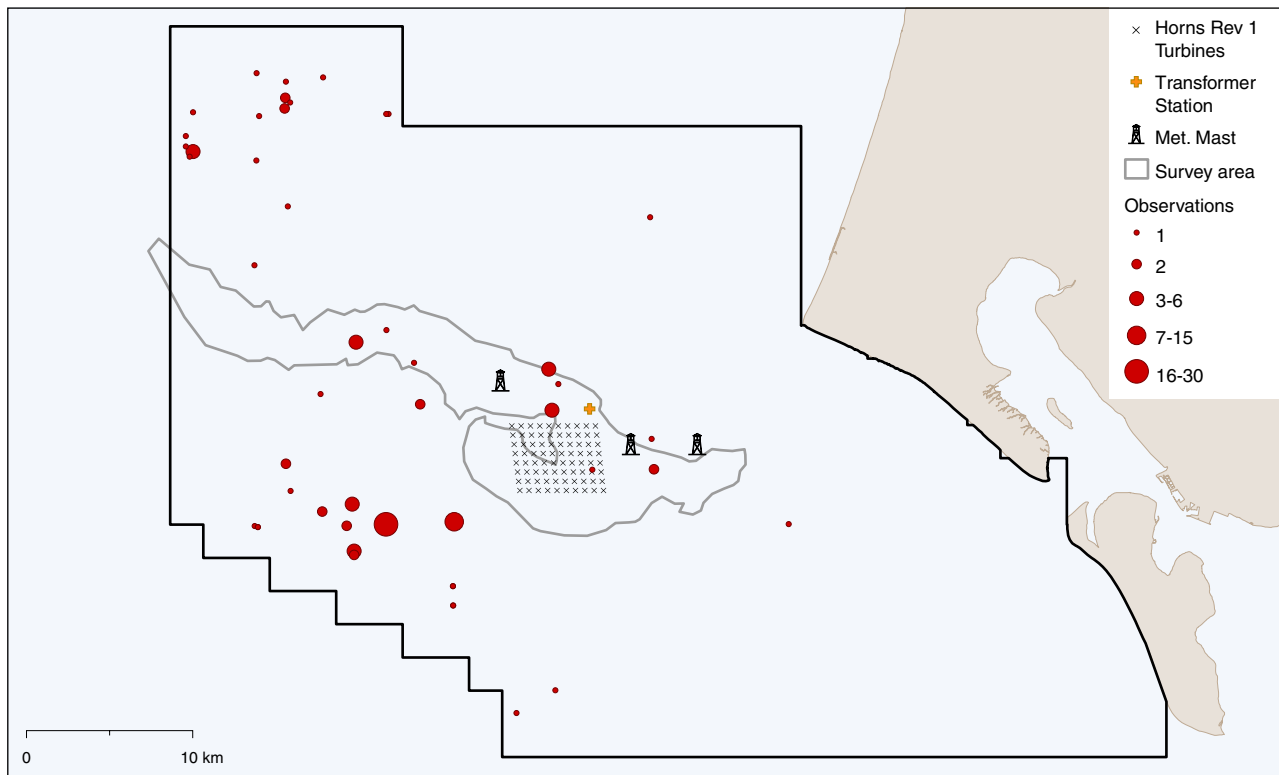 Horns Rev 1
Turbines
Transformer
Station
Met. Mast
Survey area
Observations
1
2
3-6
7-15
16-30
0
10 km